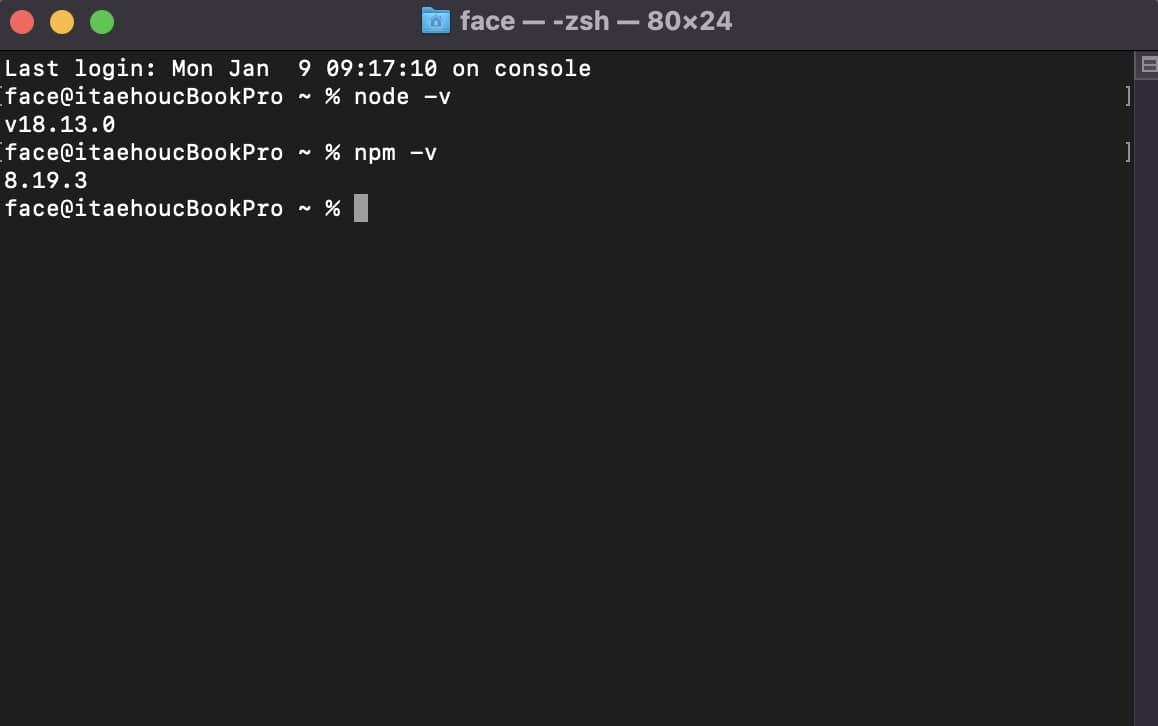 face — -zsh — 80×24
Last login: Mon Jan  9 09:17:10 on console
[face@itaehoucBookPro ~ % node -v ]
v18.13.0
[face@itaehoucBookPro ~ % npm -v ]
8.19.3
face@itaehoucBookPro ~ %